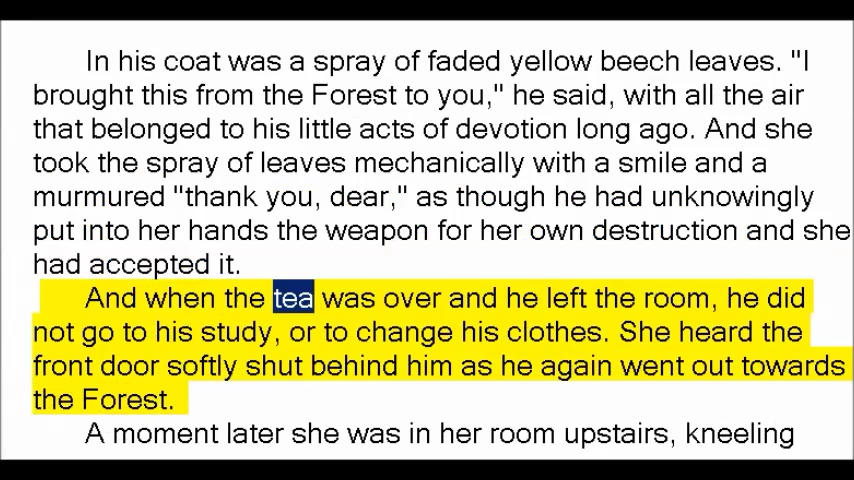 In his coat was a spray of faded yellow beech leaves. "I
brought this from the Forest to you," he said, with all the air
that belonged to his little acts of devotion long ago. And she
took the spray of leaves mechanically with a smile and a
murmured "thank you, dear," as though he had unknowingly
put into her hands the weapon for her own destruction and she
had accepted it.
And when the tea was over and he left the room, he did
not go to his study, or to change his clothes. She heard the
front door softly shut behind him as he again went out towards
the Forest.
A moment later she was in her room upstairs, kneeling